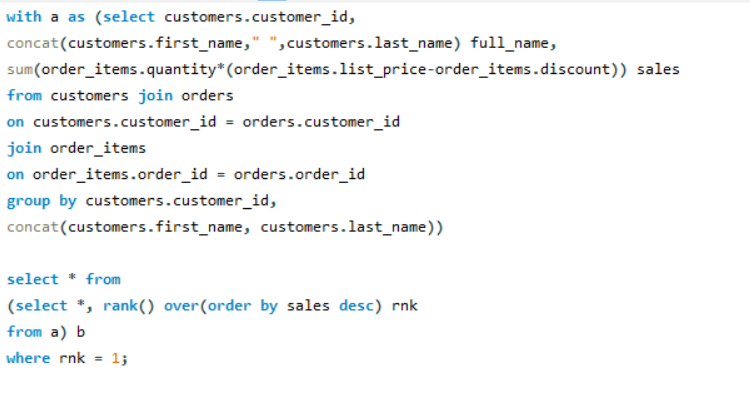 with a as (select customers.customer_id,
concat(customers.first_name," ",customers.last_name) full_name,
sum(order_items.quantity*(order_items.list_price-order_items.discount)) sales
from customers join orders
on customers.customer_id = orders.customer_id
join order_items
on order_items.order_id = orders.order_id
group by customers.customer_id,
concat(customers.first_name, customers.last_name))
select * from
(select *, rank() over(order by sales desc) rnk
from a) b
where rnk = 1;